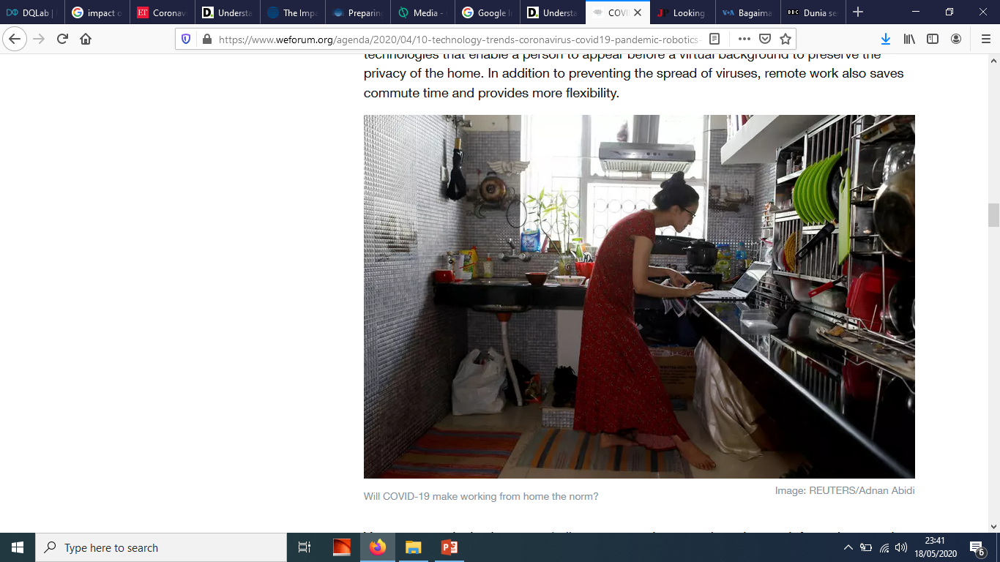 DQLab
impact o
Coronav
Understa
The Impa
Preparin
Media -
Google I
Understa
COVI
Looking
Bagaima
Dunia se
https://www.weforum.org/agenda/2020/04/10-technology-trends-coronavirus-covid19-pandemic-robotics-
technologies that enable a person to appear before a virtual background to preserve the
privacy of the home. In addition to preventing the spread of viruses, remote work also saves
commute time and provides more flexibility.
Will COVID-19 make working from home the norm?
Image: REUTERS/Adnan Abidi
Type here to search
23:41
18/05/2020
6